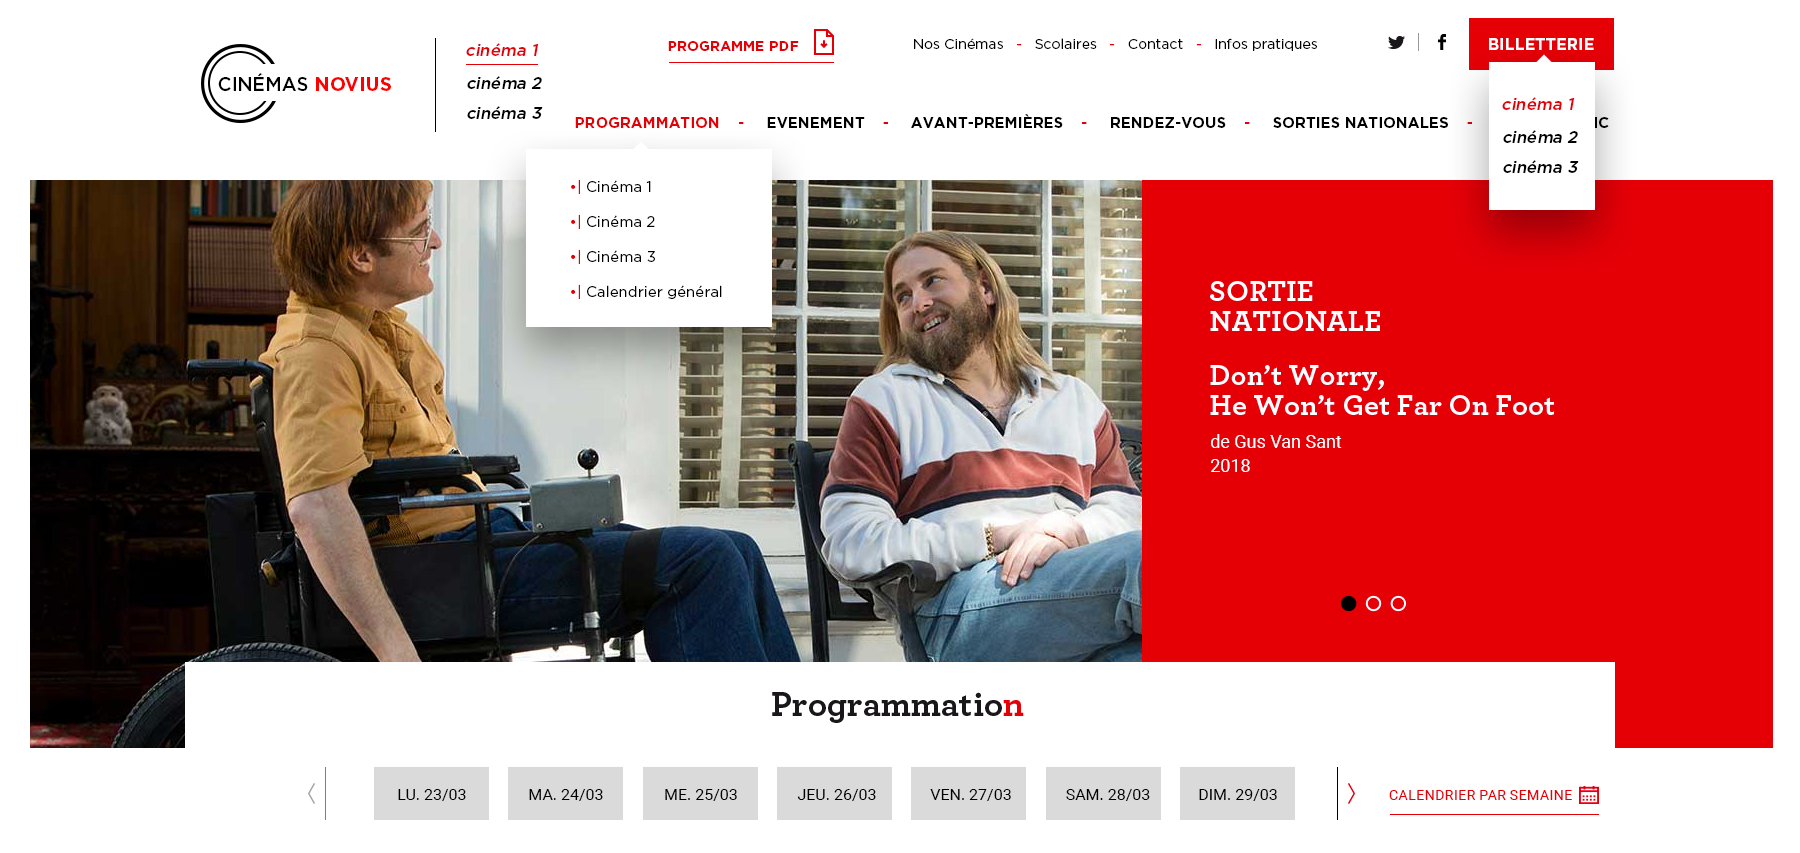 CINÉMAS NOVIUS
cinéma 1
cinéma 2
cinéma 3
PROGRAMME PDF
Nos Cinémas - Scolaires - Contact - Infos pratiques
BILLETTERIE
cinéma 1
cinéma 2
cinéma 3
PROGRAMMATION - EVENEMENT - AVANT-PREMIÈRES - RENDEZ-VOUS - SORTIES NATIONALES -
•| Cinéma 1
•| Cinéma 2
•| Cinéma 3
•| Calendrier général
SORTIE
NATIONALE
Don’t Worry,
He Won’t Get Far On Foot
de Gus Van Sant
2018
Programmation
LU. 23/03
MA. 24/03
ME. 25/03
JEU. 26/03
VEN. 27/03
SAM. 28/03
DIM. 29/03
CALENDRIER PAR SEMAINE